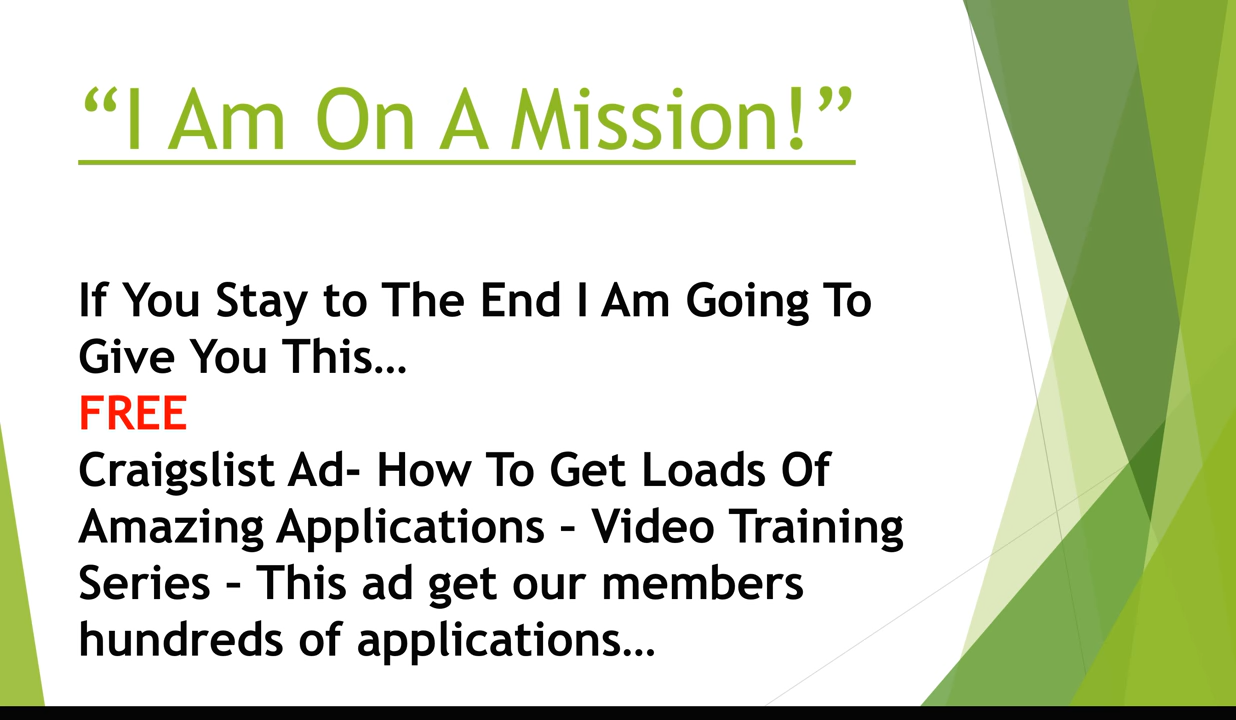 “I Am On A Mission!”
If You Stay to The End I Am Going To
Give You This…
FREE
Craigslist Ad- How To Get Loads Of
Amazing Applications – Video Training
Series – This ad get our members
hundreds of applications…